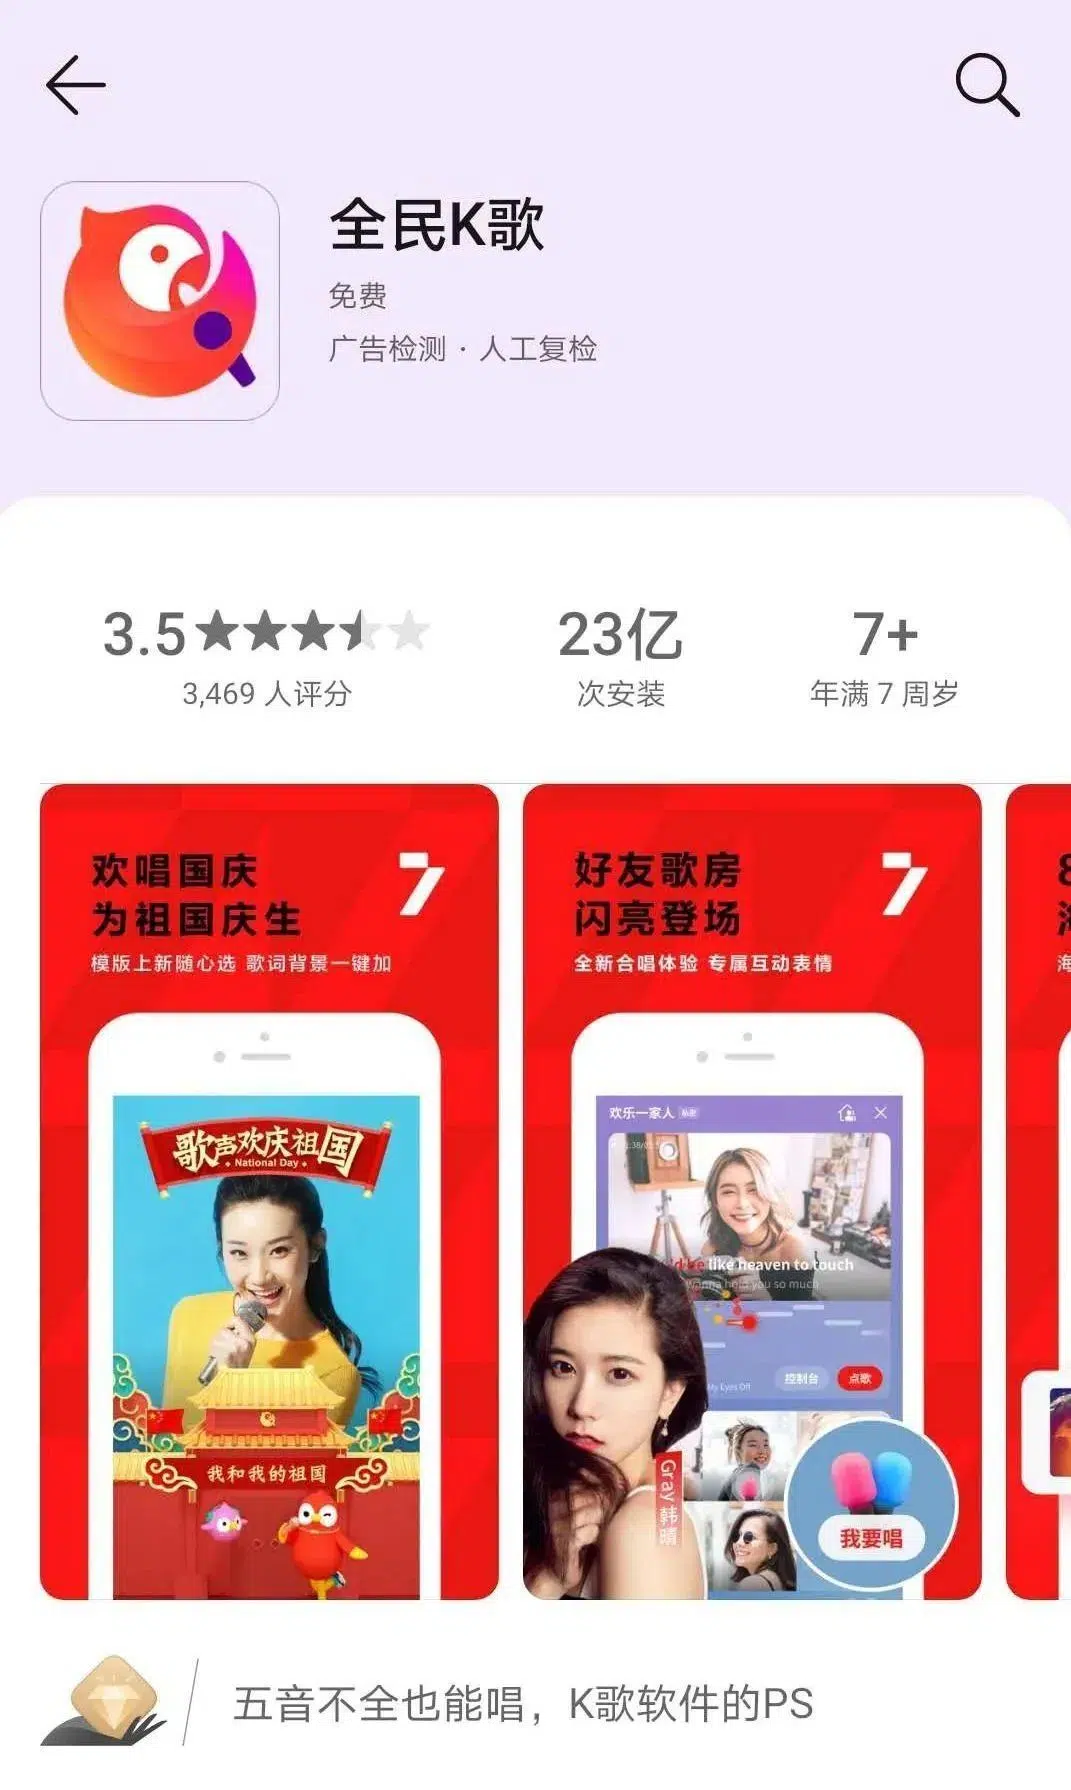 全民K歌
免费
广告检测 · 人工复检
3.5
23亿
7+
3,469 人评分
次安装
年满 7 周岁
欢唱国庆
为祖国庆生
7
模版上新随心选 歌词背景一键加
歌声欢庆祖国
National Day
我和我的祖国
好友歌房
闪亮登场
7
全新合唱体验 专属互动表情
欢乐一家人
like heaven to touch
wanna hold you so much
控制台
点歌
My Eyes Off
Gray 韩晴
我要唱
海
五音不全也能唱，K歌软件的PS